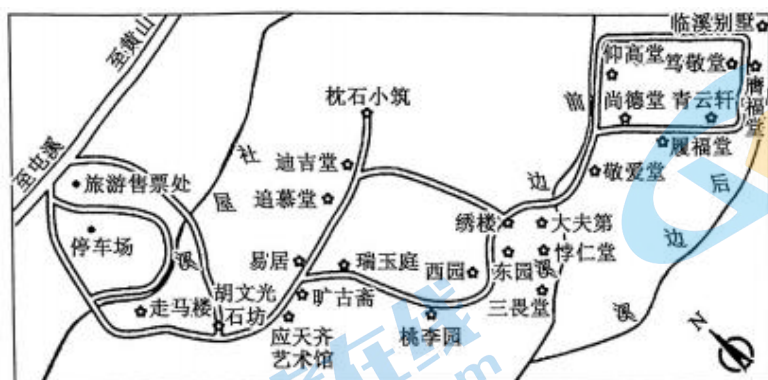 至黄山
至屯溪
临溪别墅
仰高堂
笃敬堂
膺福堂
尚德堂
青云轩
履福堂
敬爱堂
枕石小筑
迪吉堂
追慕堂
社屋溪
前边溪
后边溪
旅游售票处
停车场
走马楼
胡文光
石坊
易居
瑞玉庭
旷古斋
应天齐
艺术馆
绣楼
大夫第
西园
东园
悖仁堂
三畏堂
桃李园
N
在线
.com